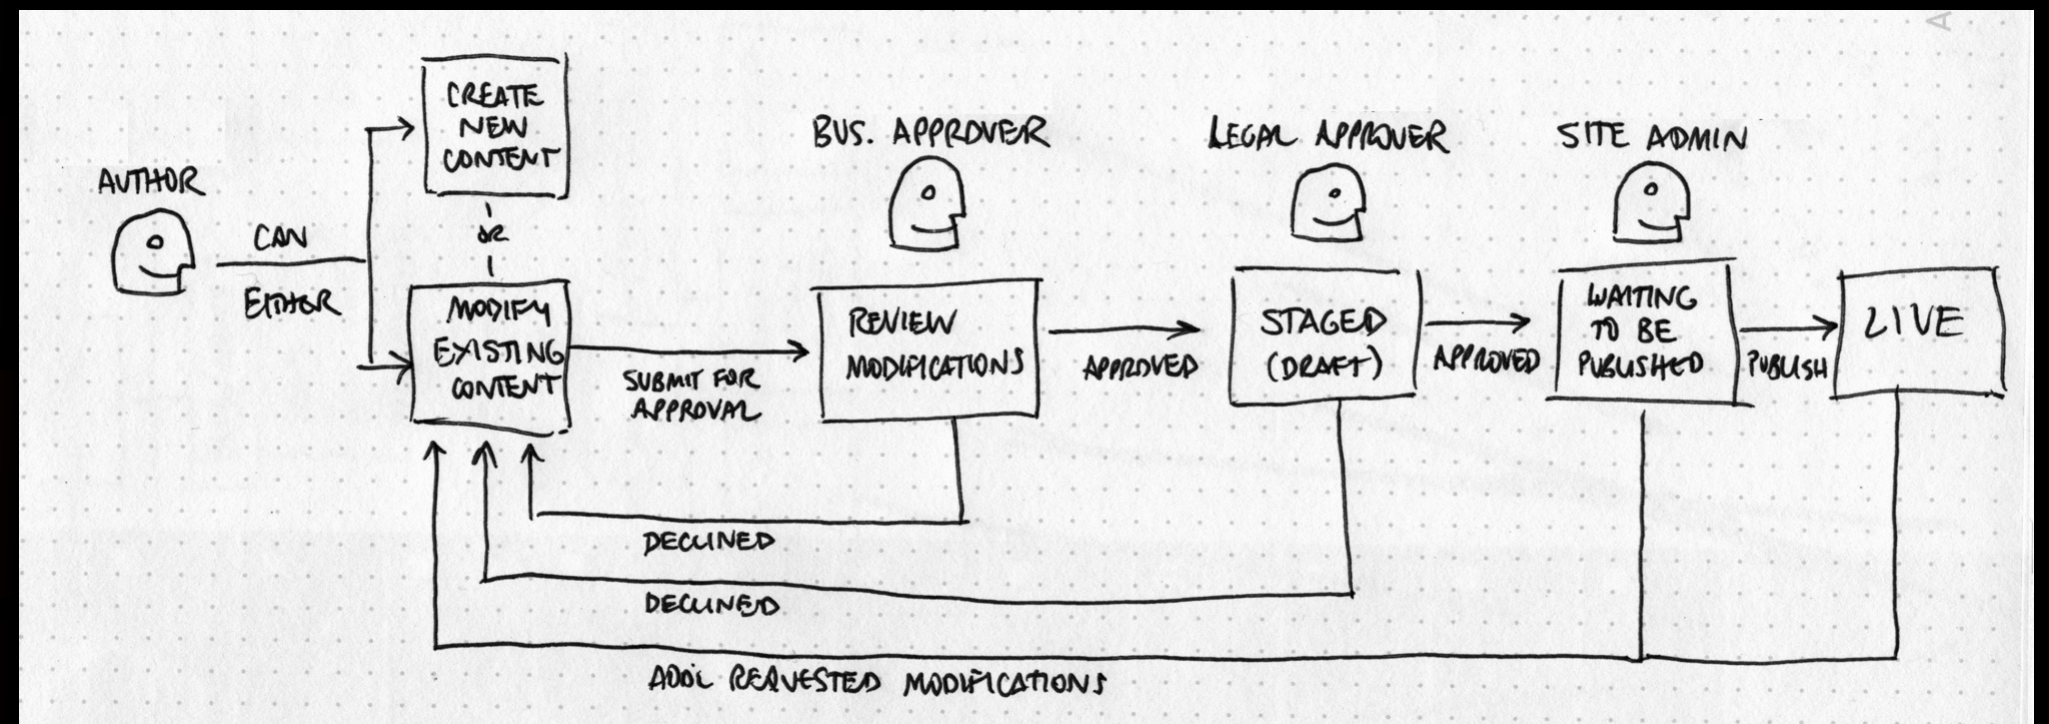 AUTHOR
CAN
EITHER
CREATE
NEW
CONTENT
OR
MODIFY
EXISTING
CONTENT
SUBMIT FOR
APPROVAL
BUS. APPROVER
REVIEW
MODIFICATIONS
APPROVED
LEGAL APPROVER
STAGED
(DRAFT)
APPROVED
SITE ADMIN
WAITING
TO BE
PUBLISHED
PUBLISH
LIVE
DECLINED
DECLINED
ADD'L REQUESTED MODIFICATIONS
A